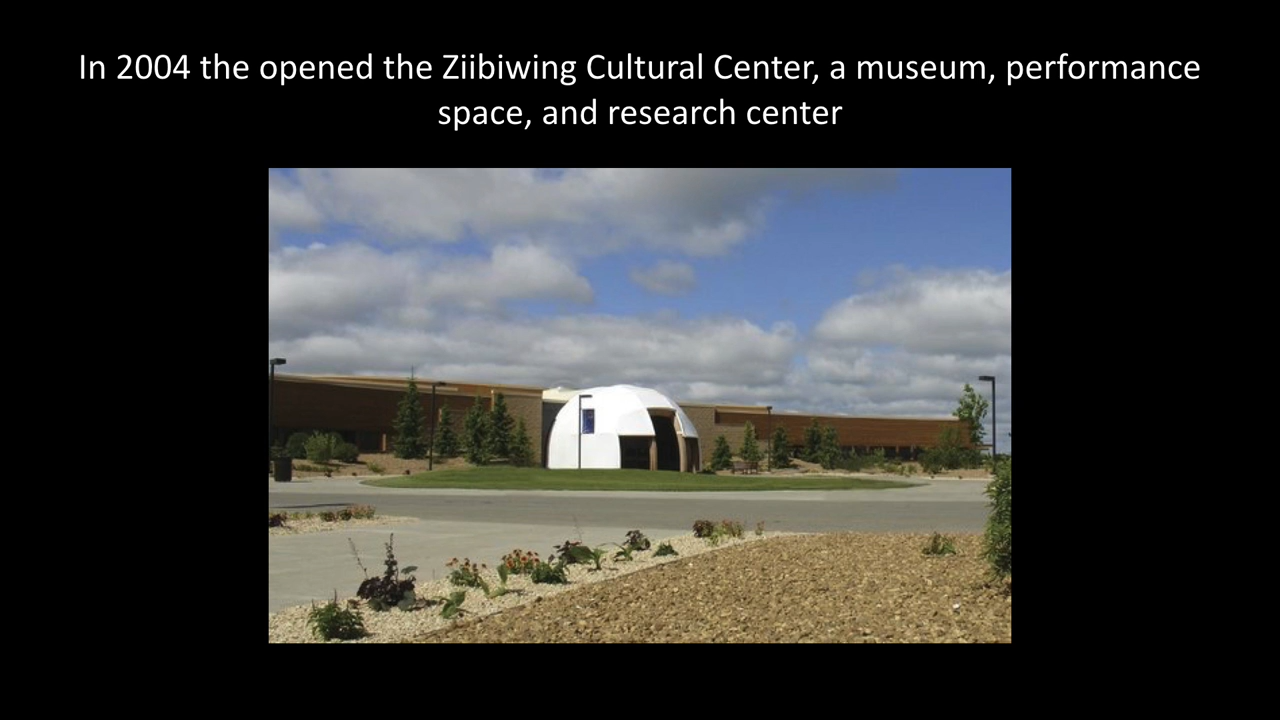 In 2004 the opened the Ziibiwing Cultural Center, a museum, performance
space, and research center